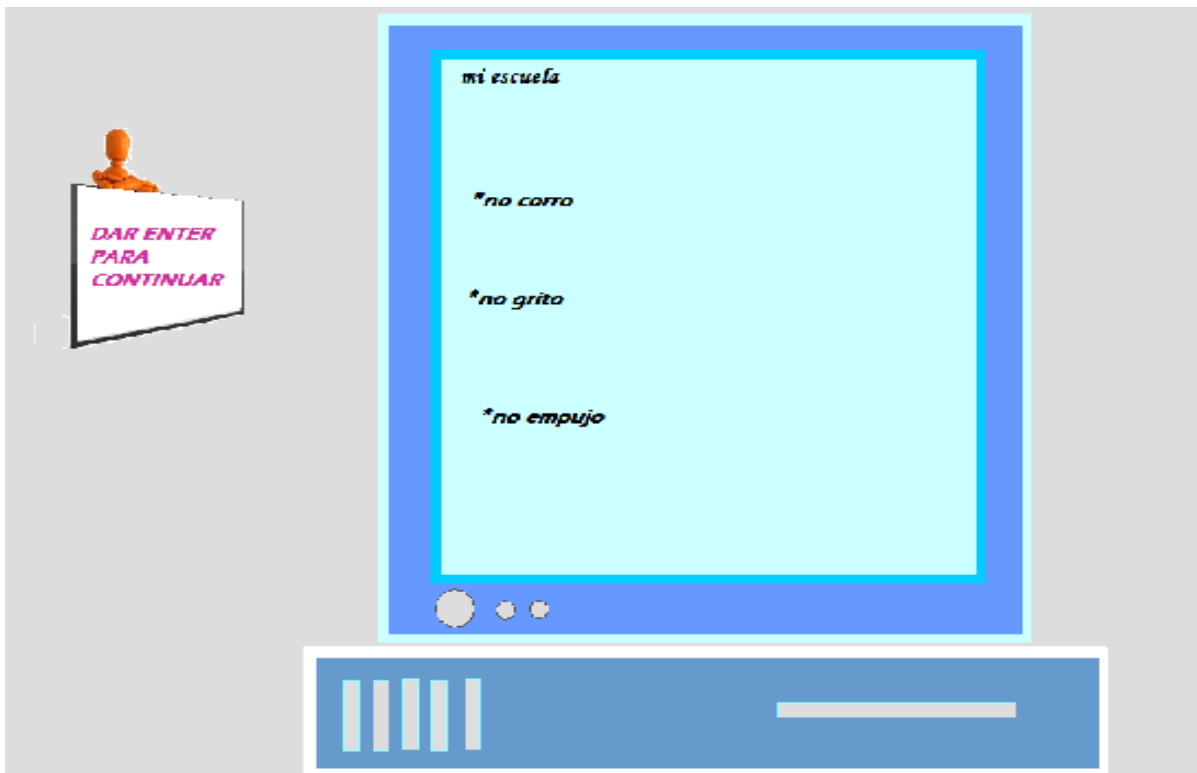 mi escuela
*no corro
DAR ENTER
PARA
CONTINUAR
*no grito
*no empujo